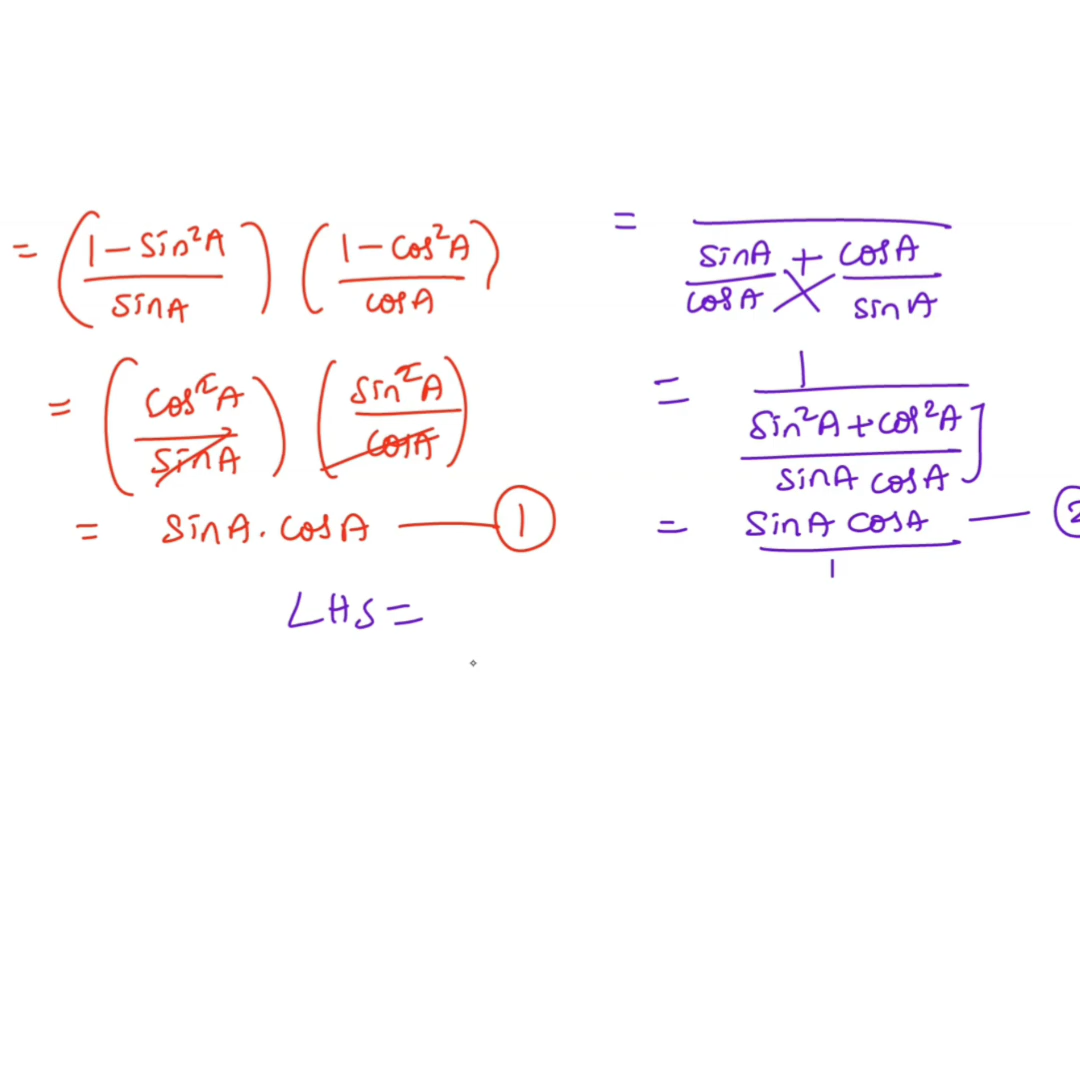 = ((1 - sin²A)/sinA) ((1 - cos²A)/cosA)
= (cos²A/sinA) (sin²A/cosA)
= sinA . cosA — ①
= /(sinA/cosA + cosA/sinA)
= 1/((sin²A + cos²A)/(sinA cosA))
= (sinA cosA)/1 — ②
LHS =